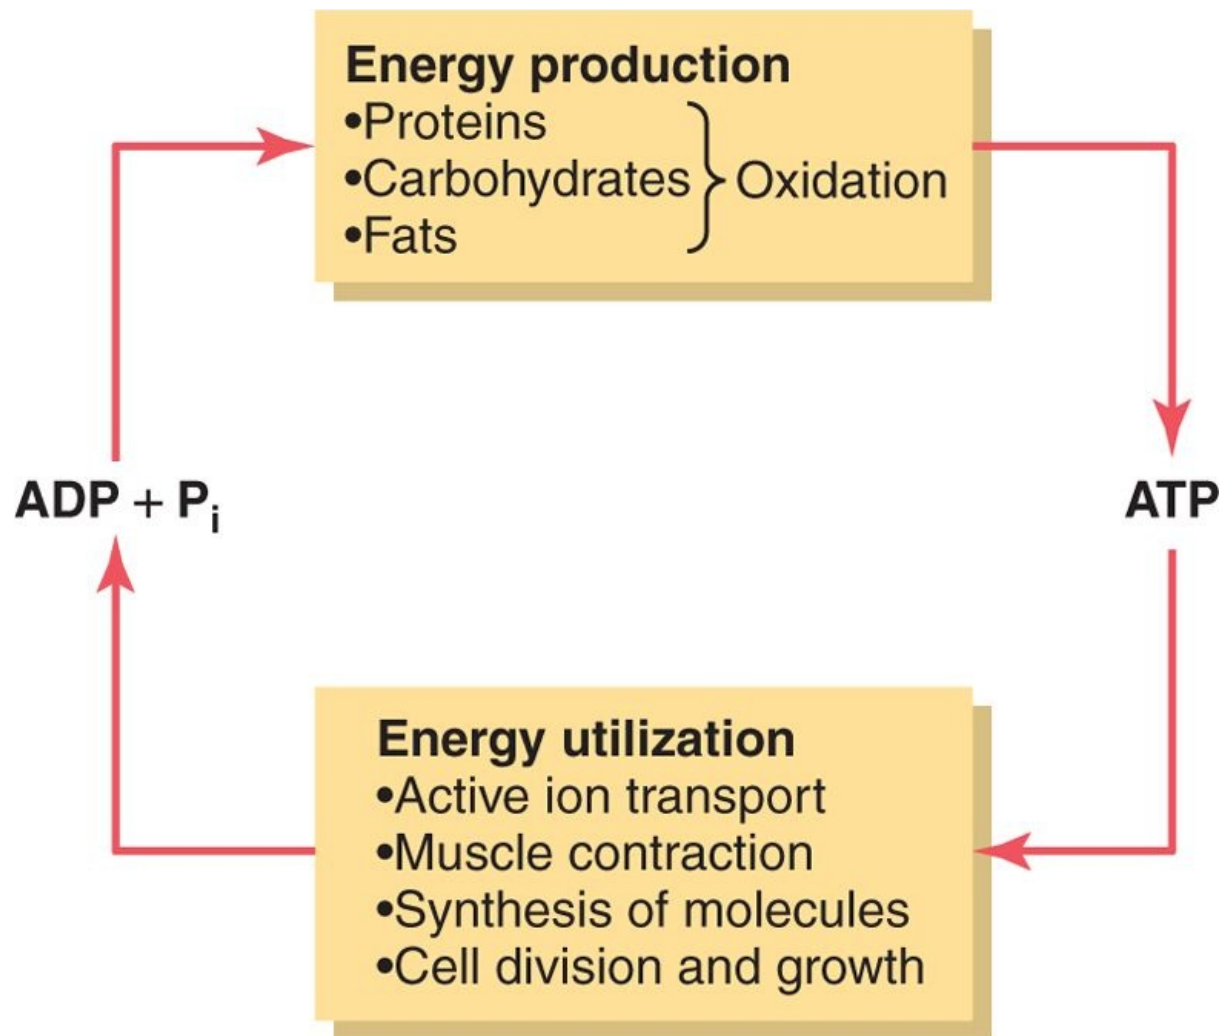 Energy production
•Proteins
•Carbohydrates
•Fats
Oxidation
ADP + Pi
ATP
Energy utilization
•Active ion transport
•Muscle contraction
•Synthesis of molecules
•Cell division and growth